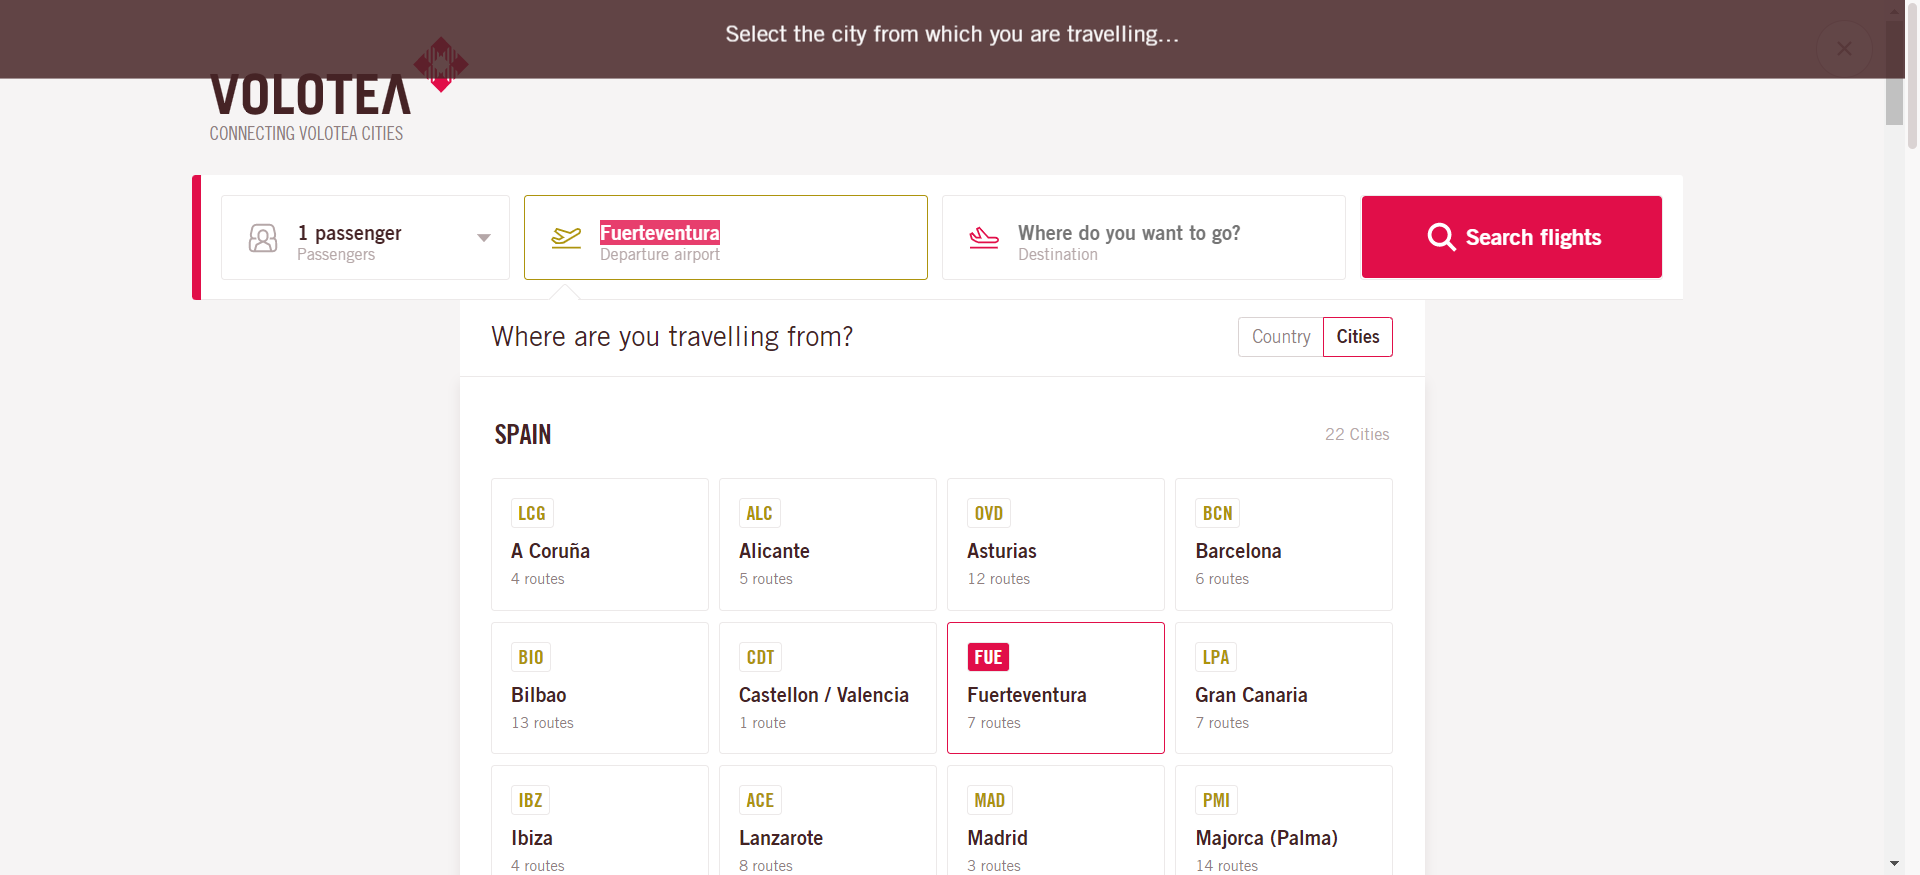 Select the city from which you are travelling...
VOLOTEA
CONNECTING VOLOTEA CITIES
1 passenger
Passengers
Fuerteventura
Departure airport
Where do you want to go?
Destination
Search flights
Where are you travelling from?
Country
Cities
SPAIN
22 Cities
LCG
A Coruña
4 routes
ALC
Alicante
5 routes
OVD
Asturias
12 routes
BCN
Barcelona
6 routes
BIO
Bilbao
13 routes
CDT
Castellon / Valencia
1 route
FUE
Fuerteventura
7 routes
LPA
Gran Canaria
7 routes
IBZ
Ibiza
4 routes
ACE
Lanzarote
8 routes
MAD
Madrid
3 routes
PMI
Majorca (Palma)
14 routes